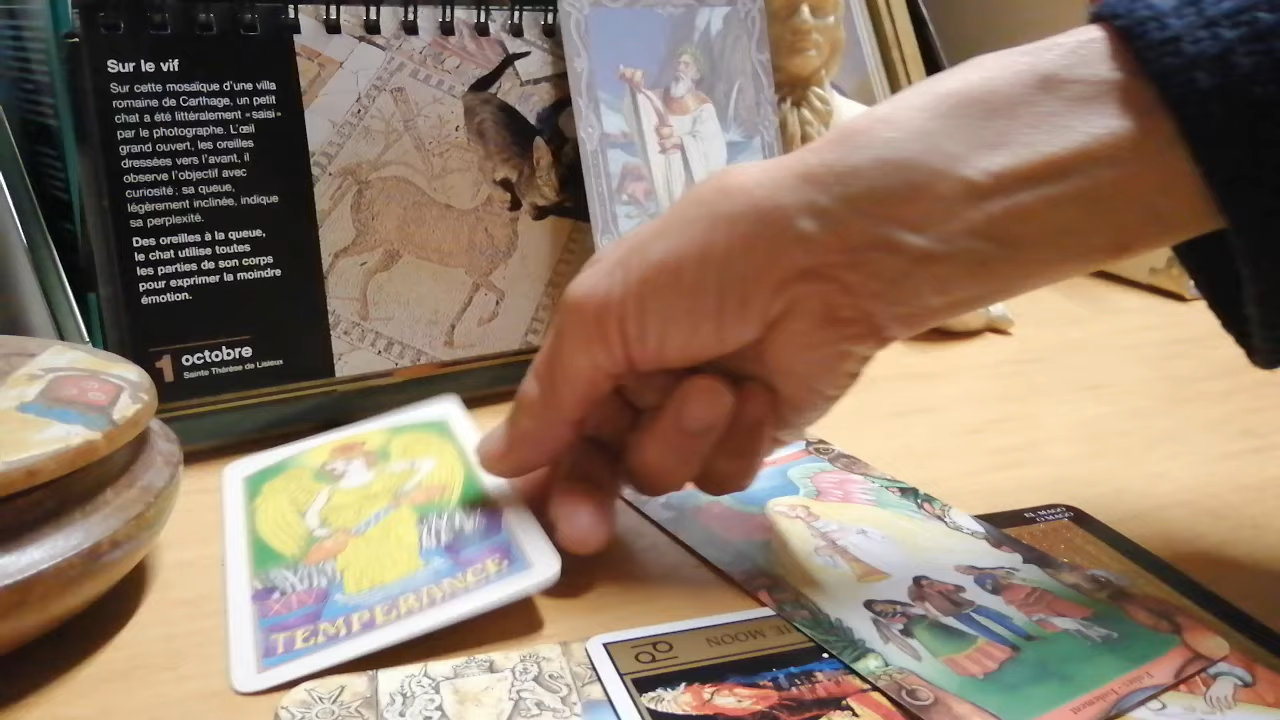 Sur le vif
Sur cette mosaïque d'une villa
romaine de Carthage, un petit
chat a été littéralement « saisi »
par le photographe. L'œil
grand ouvert, les oreilles
dressées vers l'avant, il
observe l'objectif avec
curiosité ; sa queue,
légèrement inclinée, indique
sa perplexité.
Des oreilles à la queue,
le chat utilise toutes
les parties de son corps
pour exprimer la moindre
émotion.
1 octobre
Sainte Thérèse de Lisieux
XIV
TEMPERANCE
MOON
EL MAGO
O MAGO